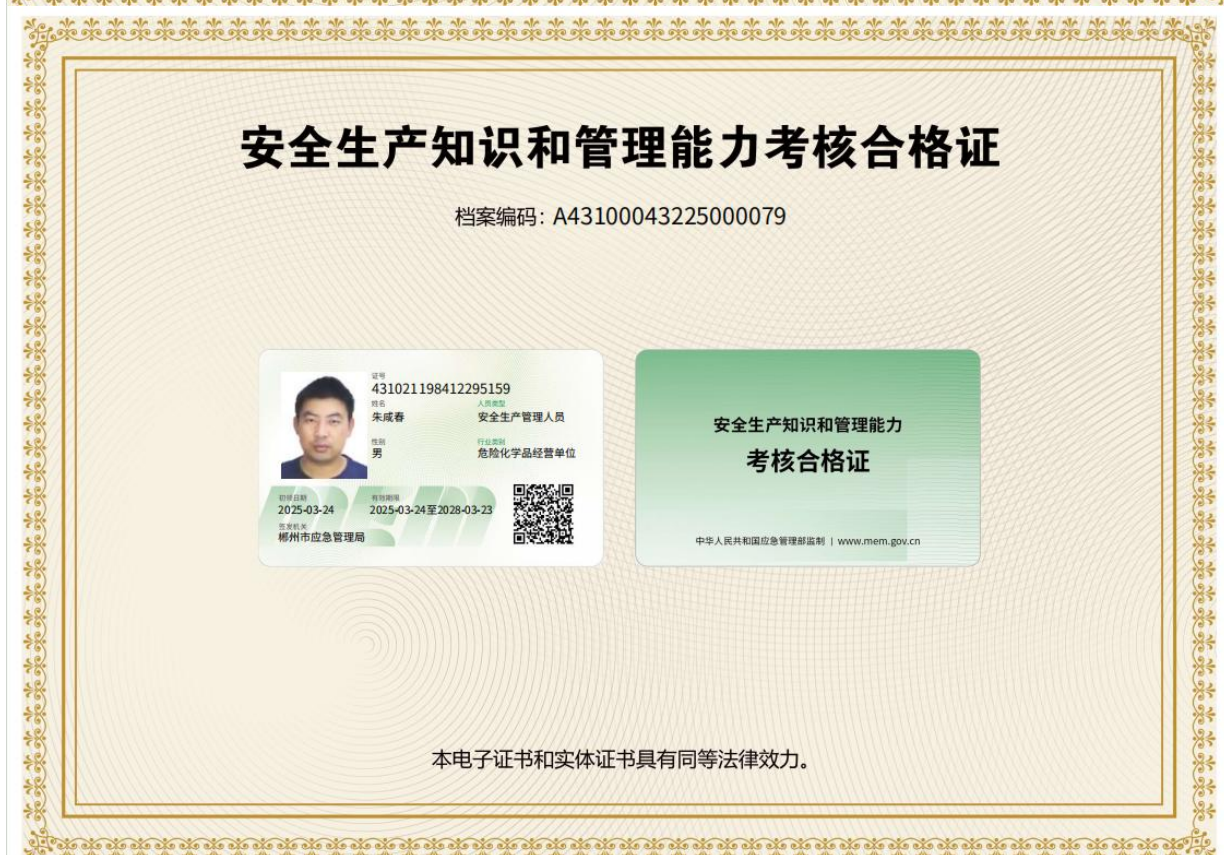 安全生产知识和管理能力考核合格证
档案编码：A43100043225000079
证号
431021198412295159
姓名 人员类型
朱咸春 安全生产管理人员
性别 行业类别
男 危险化学品经营单位
初领日期 有效期限
2025-03-24 2025-03-24至2028-03-23
签发机关
郴州市应急管理局
安全生产知识和管理能力
考核合格证
中华人民共和国应急管理部监制 | www.mem.gov.cn
MEM
本电子证书和实体证书具有同等法律效力。